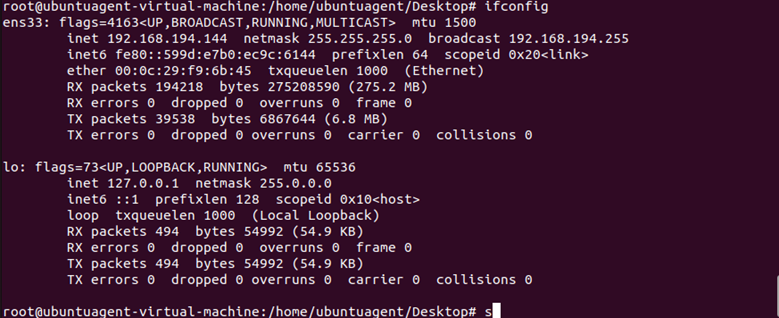 root@ubuntuagent-virtual-machine:/home/ubuntuagent/Desktop# ifconfig
ens33: flags=4163<UP,BROADCAST,RUNNING,MULTICAST>  mtu 1500
        inet 192.168.194.144  netmask 255.255.255.0  broadcast 192.168.194.255
        inet6 fe80::599d:e7b0:ec9c:6144  prefixlen 64  scopeid 0x20<link>
        ether 00:0c:29:f9:6b:45  txqueuelen 1000  (Ethernet)
        RX packets 194218  bytes 275208590 (275.2 MB)
        RX errors 0  dropped 0  overruns 0  frame 0
        TX packets 39538  bytes 6867644 (6.8 MB)
        TX errors 0  dropped 0 overruns 0  carrier 0  collisions 0

lo: flags=73<UP,LOOPBACK,RUNNING>  mtu 65536
        inet 127.0.0.1  netmask 255.0.0.0
        inet6 ::1  prefixlen 128  scopeid 0x10<host>
        loop  txqueuelen 1000  (Local Loopback)
        RX packets 494  bytes 54992 (54.9 KB)
        RX errors 0  dropped 0  overruns 0  frame 0
        TX packets 494  bytes 54992 (54.9 KB)
        TX errors 0  dropped 0 overruns 0  carrier 0  collisions 0

root@ubuntuagent-virtual-machine:/home/ubuntuagent/Desktop# s